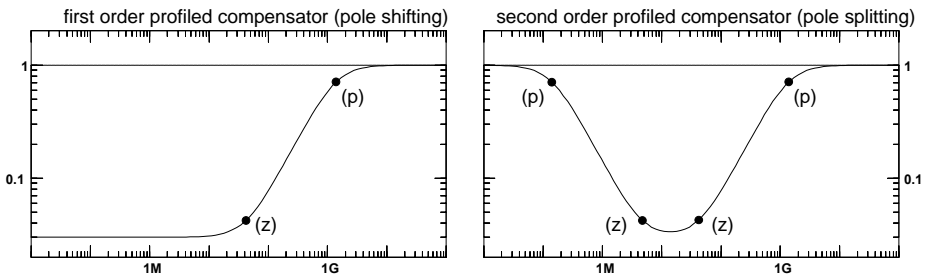 first order profiled compensator (pole shifting)
second order profiled compensator (pole splitting)
1
1
(p)
(p)
(p)
0.1
0.1
(z)
(z)
(z)
1M
1G
1M
1G